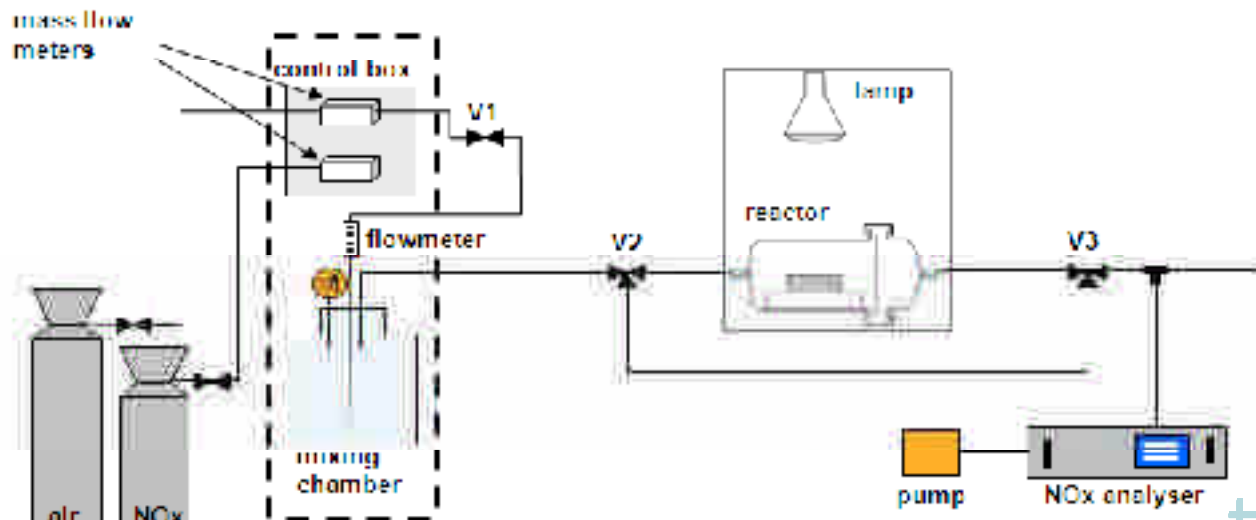 mass flow
meters
control box
V1
lamp
reactor
flowmeter
V2
V3
mixing
chamber
air
NOx
pump
NOx analyser